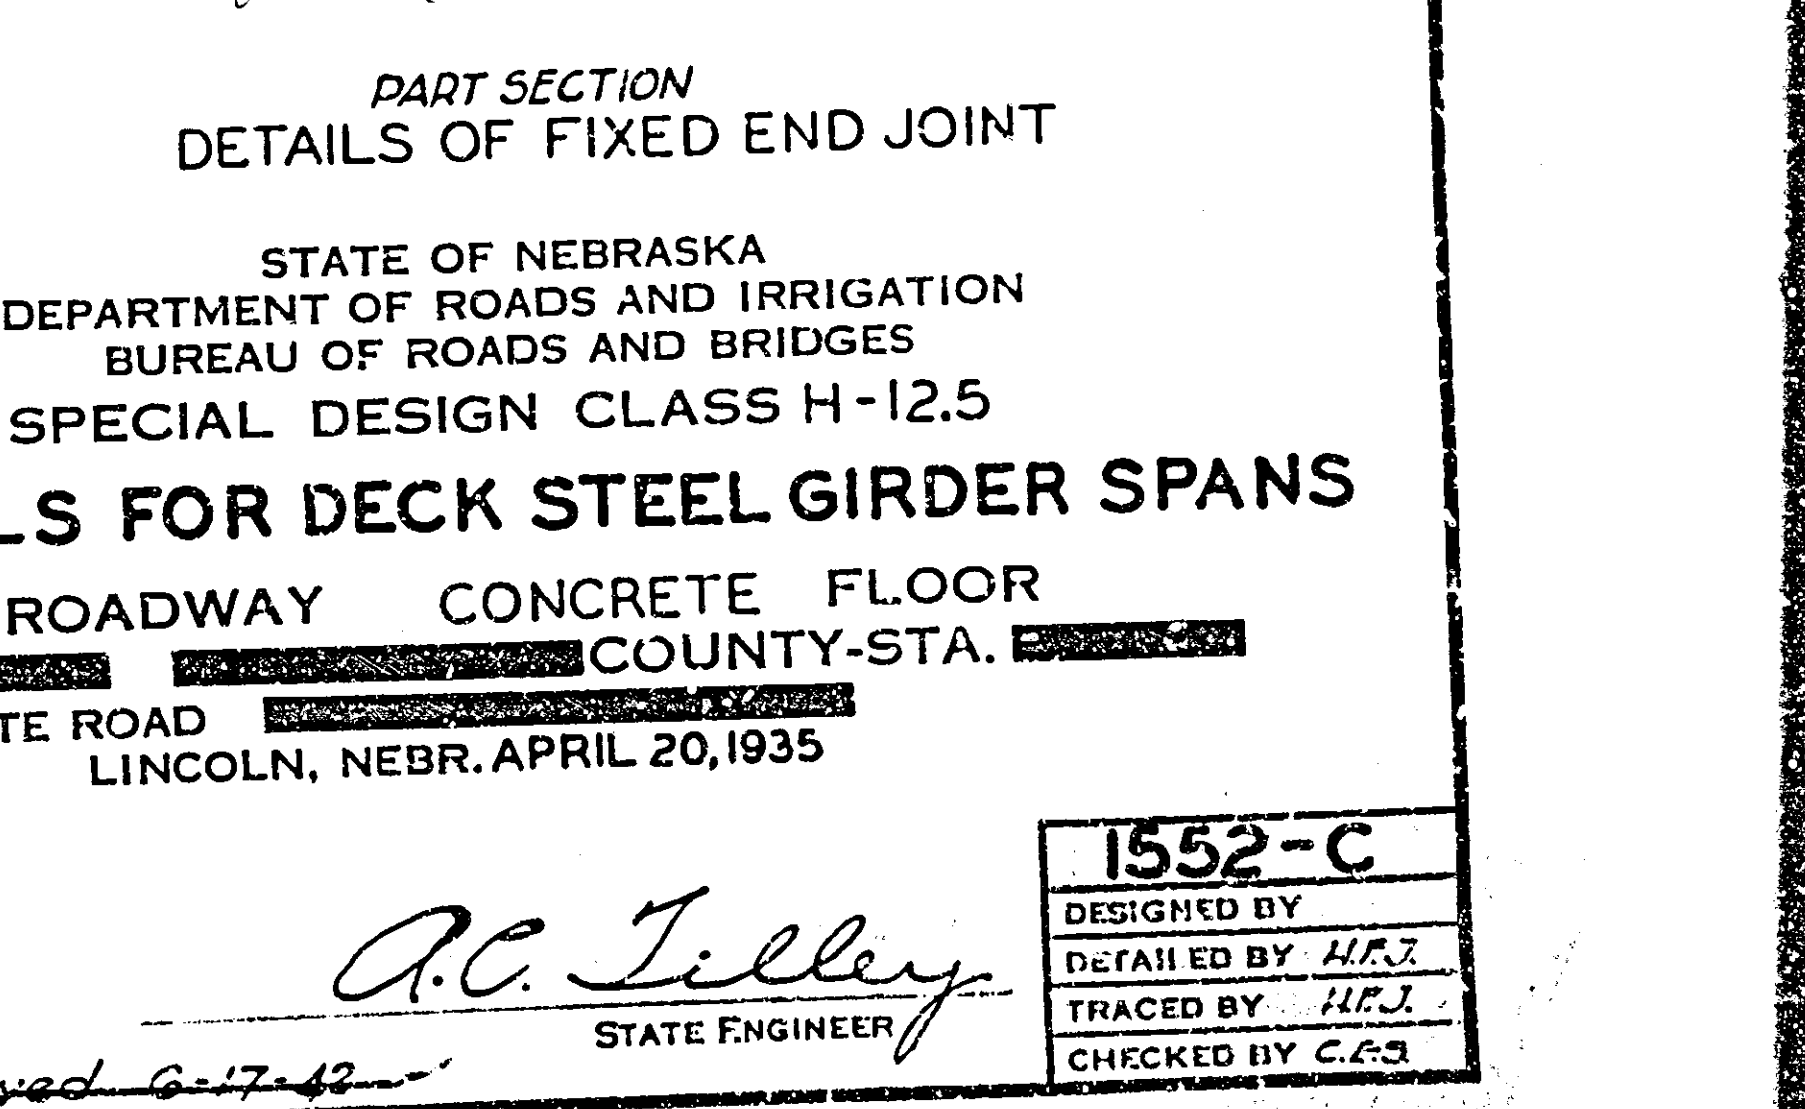 PART SECTION
DETAILS OF FIXED END JOINT
STATE OF NEBRASKA
DEPARTMENT OF ROADS AND IRRIGATION
BUREAU OF ROADS AND BRIDGES
SPECIAL DESIGN CLASS H-12.5
LS FOR DECK STEEL GIRDER SPANS
ROADWAY CONCRETE FLOOR
COUNTY-STA.
TE ROAD
LINCOLN, NEBR. APRIL 20, 1935
1552-C
DESIGNED BY
DETAILED BY H.F.J.
TRACED BY H.F.J.
CHECKED BY
A.C. Tilley
STATE ENGINEER
6-17-42